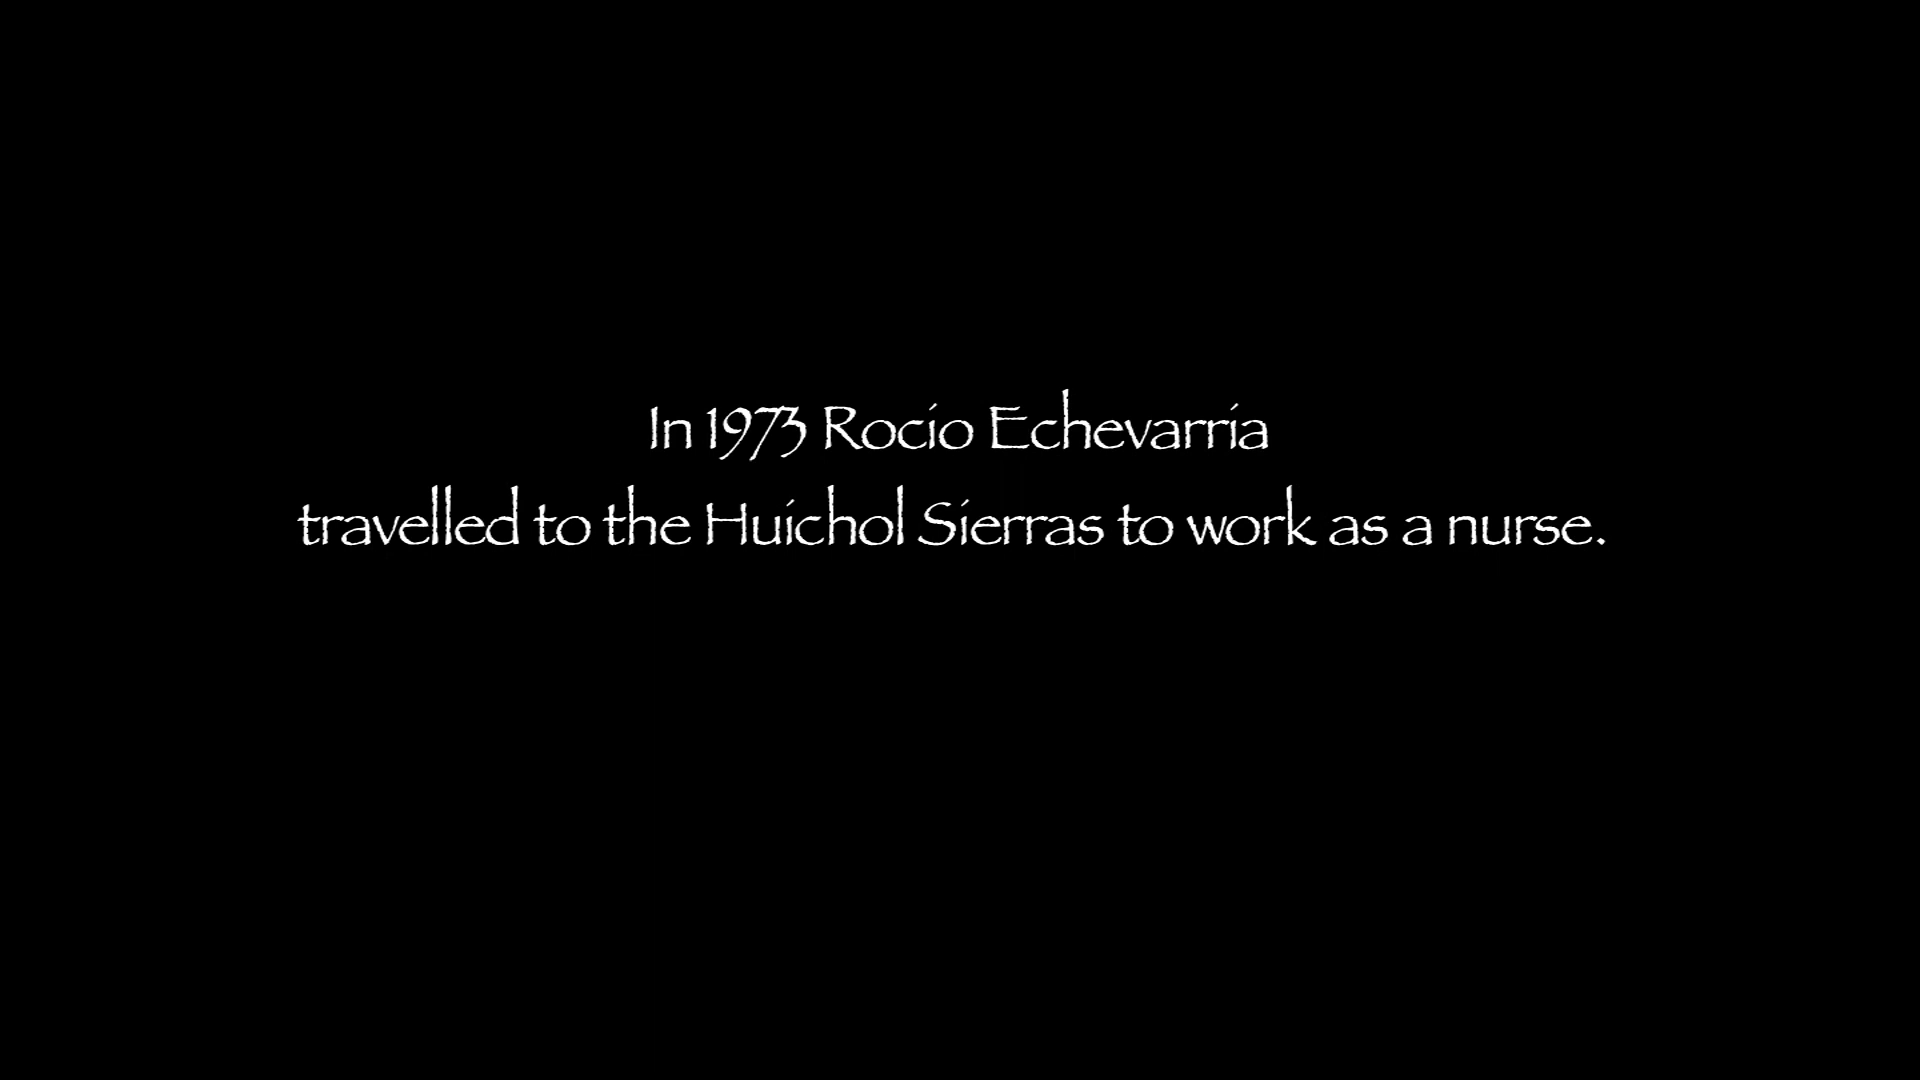 In 1973 Rocio Echevarria
travelled to the Huichol Sierras to work as a nurse.